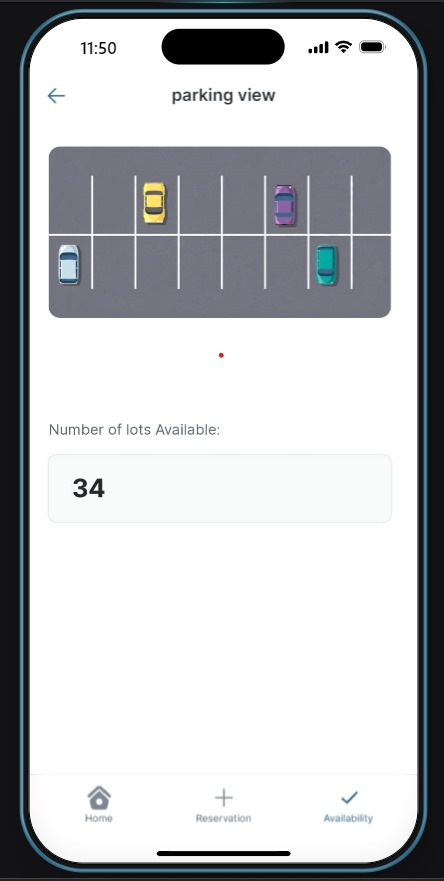 11:50
parking view
Number of lots Available:
34
Home
Reservation
Availability